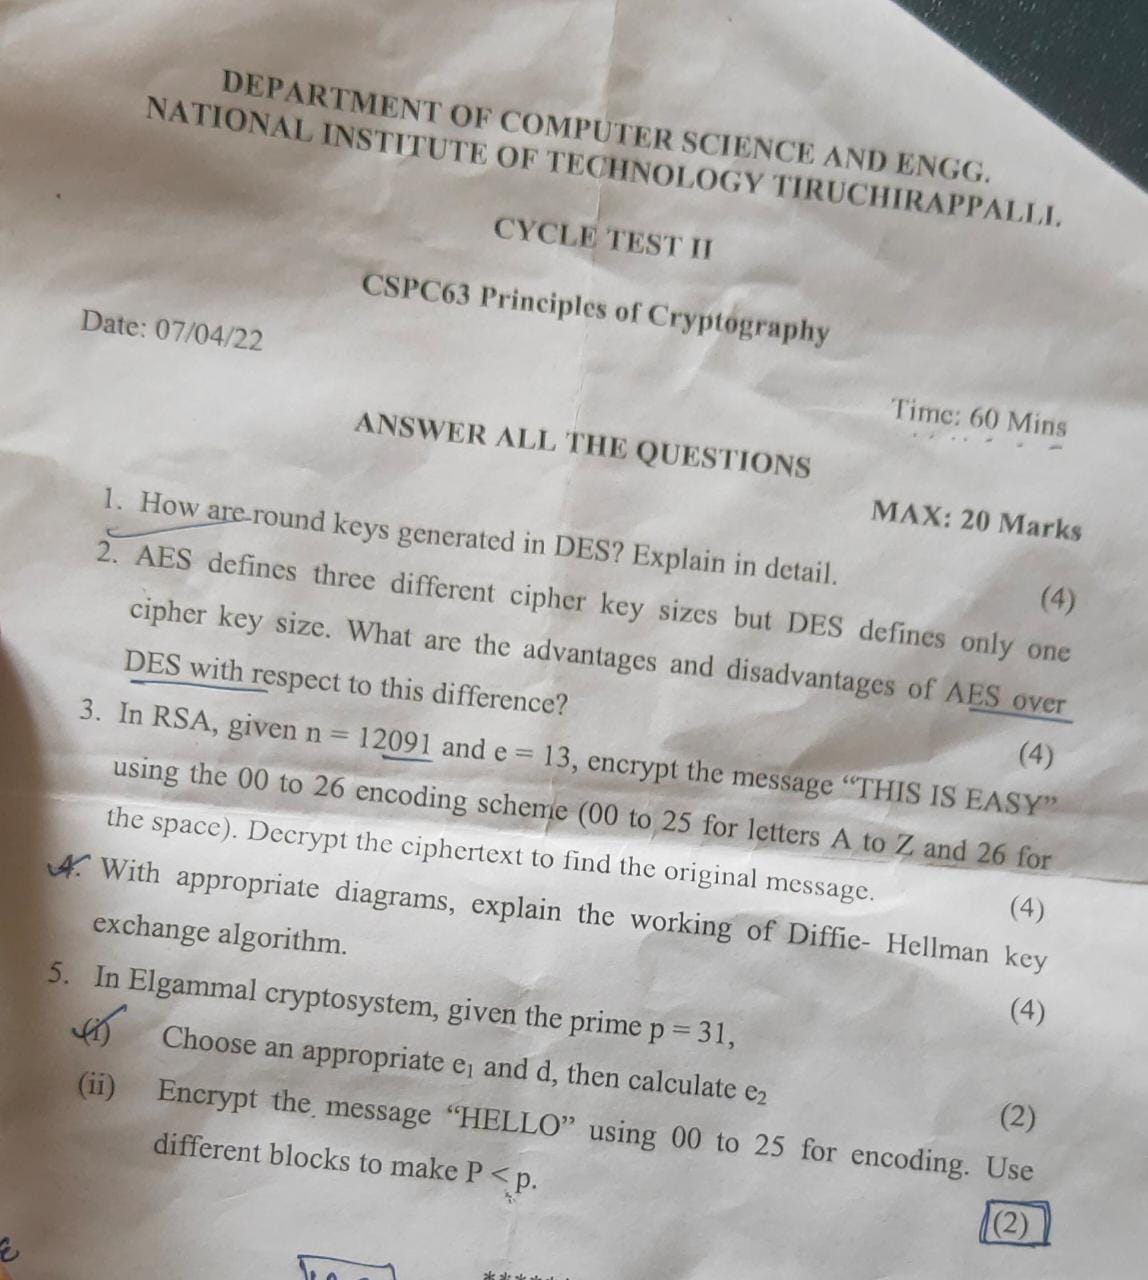 DEPARTMENT OF COMPUTER SCIENCE AND ENGG.
NATIONAL INSTITUTE OF TECHNOLOGY TIRUCHIRAPPALLI.
CYCLE TEST II
CSPC63 Principles of Cryptography
Date: 07/04/22
Time: 60 Mins
ANSWER ALL THE QUESTIONS
MAX: 20 Marks
1. How are round keys generated in DES? Explain in detail.
(4)
2. AES defines three different cipher key sizes but DES defines only one
cipher key size. What are the advantages and disadvantages of AES over
DES with respect to this difference?
(4)
3. In RSA, given n = 12091 and e = 13, encrypt the message “THIS IS EASY”
using the 00 to 26 encoding scheme (00 to 25 for letters A to Z and 26 for
the space). Decrypt the ciphertext to find the original message.
(4)
4. With appropriate diagrams, explain the working of Diffie- Hellman key
exchange algorithm.
(4)
5. In Elgammal cryptosystem, given the prime p = 31,
(i) Choose an appropriate e₁ and d, then calculate e₂
(2)
(ii) Encrypt the message “HELLO” using 00 to 25 for encoding. Use
different blocks to make P < p.
(2)